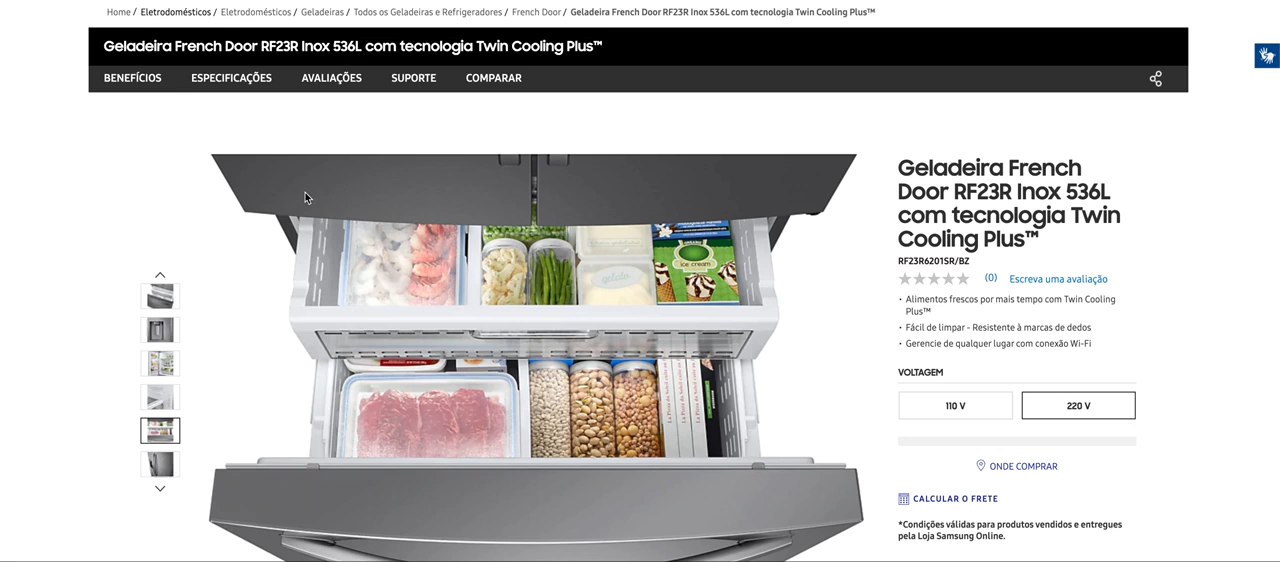 Home / Eletrodomésticos / Eletrodomésticos / Geladeiras / Todos os Geladeiras e Refrigeradores / French Door / Geladeira French Door RF23R Inox 536L com tecnologia Twin Cooling Plus™
Geladeira French Door RF23R Inox 536L com tecnologia Twin Cooling Plus™
BENEFÍCIOS ESPECIFICAÇÕES AVALIAÇÕES SUPORTE COMPARAR
Geladeira French
Door RF23R Inox 536L
com tecnologia Twin
Cooling Plus™
RF23R6201SR/BZ
(0) Escreva uma avaliação
• Alimentos frescos por mais tempo com Twin Cooling
Plus™
• Fácil de limpar - Resistente à marcas de dedos
• Gerencie de qualquer lugar com conexão Wi-Fi
VOLTAGEM
110 V 220 V
ONDE COMPRAR
CALCULAR O FRETE
*Condições válidas para produtos vendidos e entregues
pela Loja Samsung Online.
ice cream